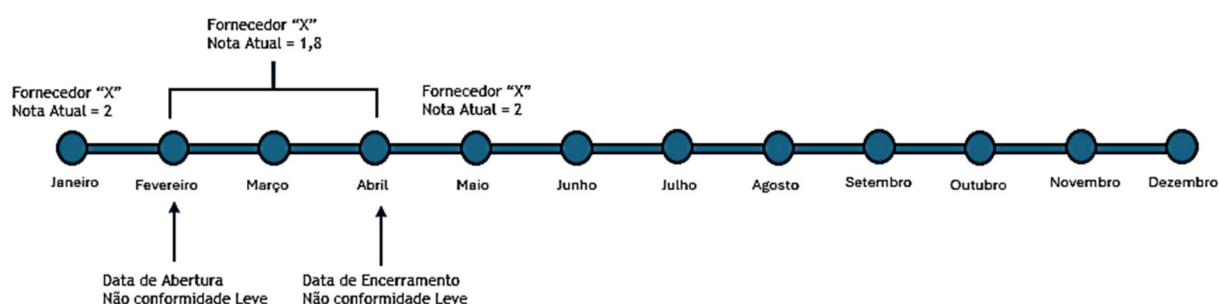 Fornecedor “X”
Nota Atual = 1,8
Fornecedor “X”
Nota Atual = 2
Fornecedor “X”
Nota Atual = 2
Janeiro
Fevereiro
Março
Abril
Maio
Junho
Julho
Agosto
Setembro
Outubro
Novembro
Dezembro
Data de Abertura
Não conformidade Leve
Data de Encerramento
Não conformidade Leve